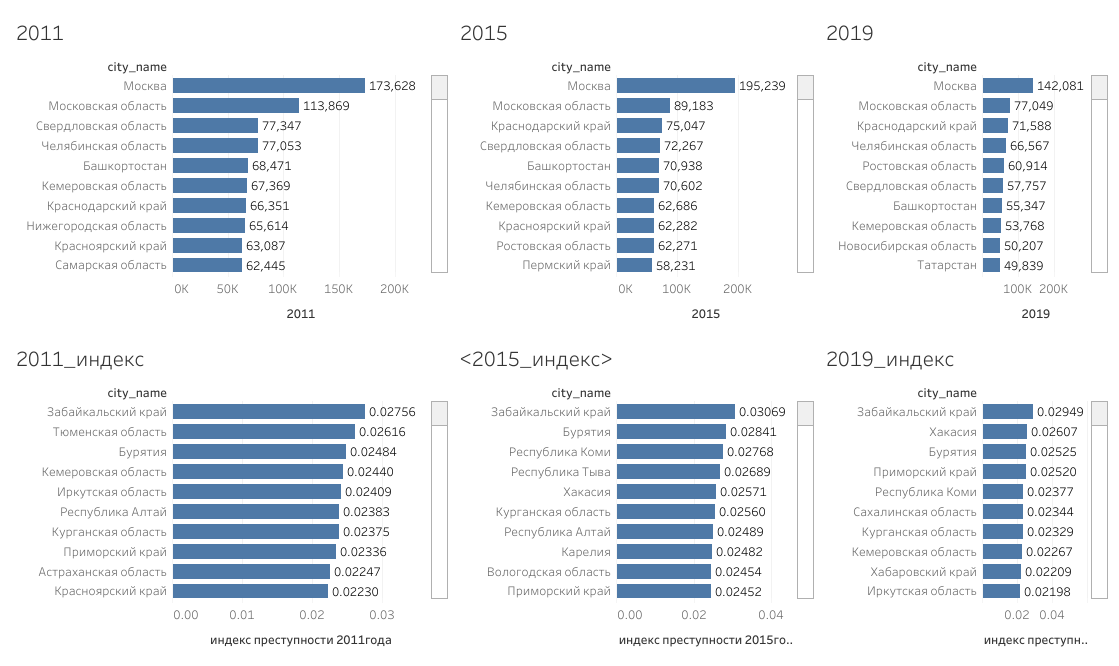 2011
city_name
Москва 173,628
Московская область 113,869
Свердловская область 77,347
Челябинская область 77,053
Башкортостан 68,471
Кемеровская область 67,369
Краснодарский край 66,351
Нижегородская область 65,614
Красноярский край 63,087
Самарская область 62,445
0K 50K 100K 150K 200K
2011
2015
city_name
Москва 195,239
Московская область 89,183
Краснодарский край 75,047
Свердловская область 72,267
Башкортостан 70,938
Челябинская область 70,602
Кемеровская область 62,686
Красноярский край 62,282
Ростовская область 62,271
Пермский край 58,231
0K 100K 200K
2015
2019
city_name
Москва 142,081
Московская область 77,049
Краснодарский край 71,588
Челябинская область 66,567
Ростовская область 60,914
Свердловская область 57,757
Башкортостан 55,347
Кемеровская область 53,768
Новосибирская область 50,207
Татарстан 49,839
100K 200K
2019
2011_индекс
city_name
Забайкальский край 0.02756
Тюменская область 0.02616
Бурятия 0.02484
Кемеровская область 0.02440
Иркутская область 0.02409
Республика Алтай 0.02383
Курганская область 0.02375
Приморский край 0.02336
Астраханская область 0.02247
Красноярский край 0.02230
0.00 0.01 0.02 0.03
индекс преступности 2011года
<2015_индекс>
city_name
Забайкальский край 0.03069
Бурятия 0.02841
Республика Коми 0.02768
Республика Тыва 0.02689
Хакасия 0.02571
Курганская область 0.02560
Республика Алтай 0.02489
Карелия 0.02482
Вологодская область 0.02454
Приморский край 0.02452
0.00 0.02 0.04
индекс преступности 2015го..
2019_индекс
city_name
Забайкальский край 0.02949
Хакасия 0.02607
Бурятия 0.02525
Приморский край 0.02520
Республика Коми 0.02377
Сахалинская область 0.02344
Курганская область 0.02329
Кемеровская область 0.02267
Хабаровский край 0.02209
Иркутская область 0.02198
0.02 0.04
индекс преступн..